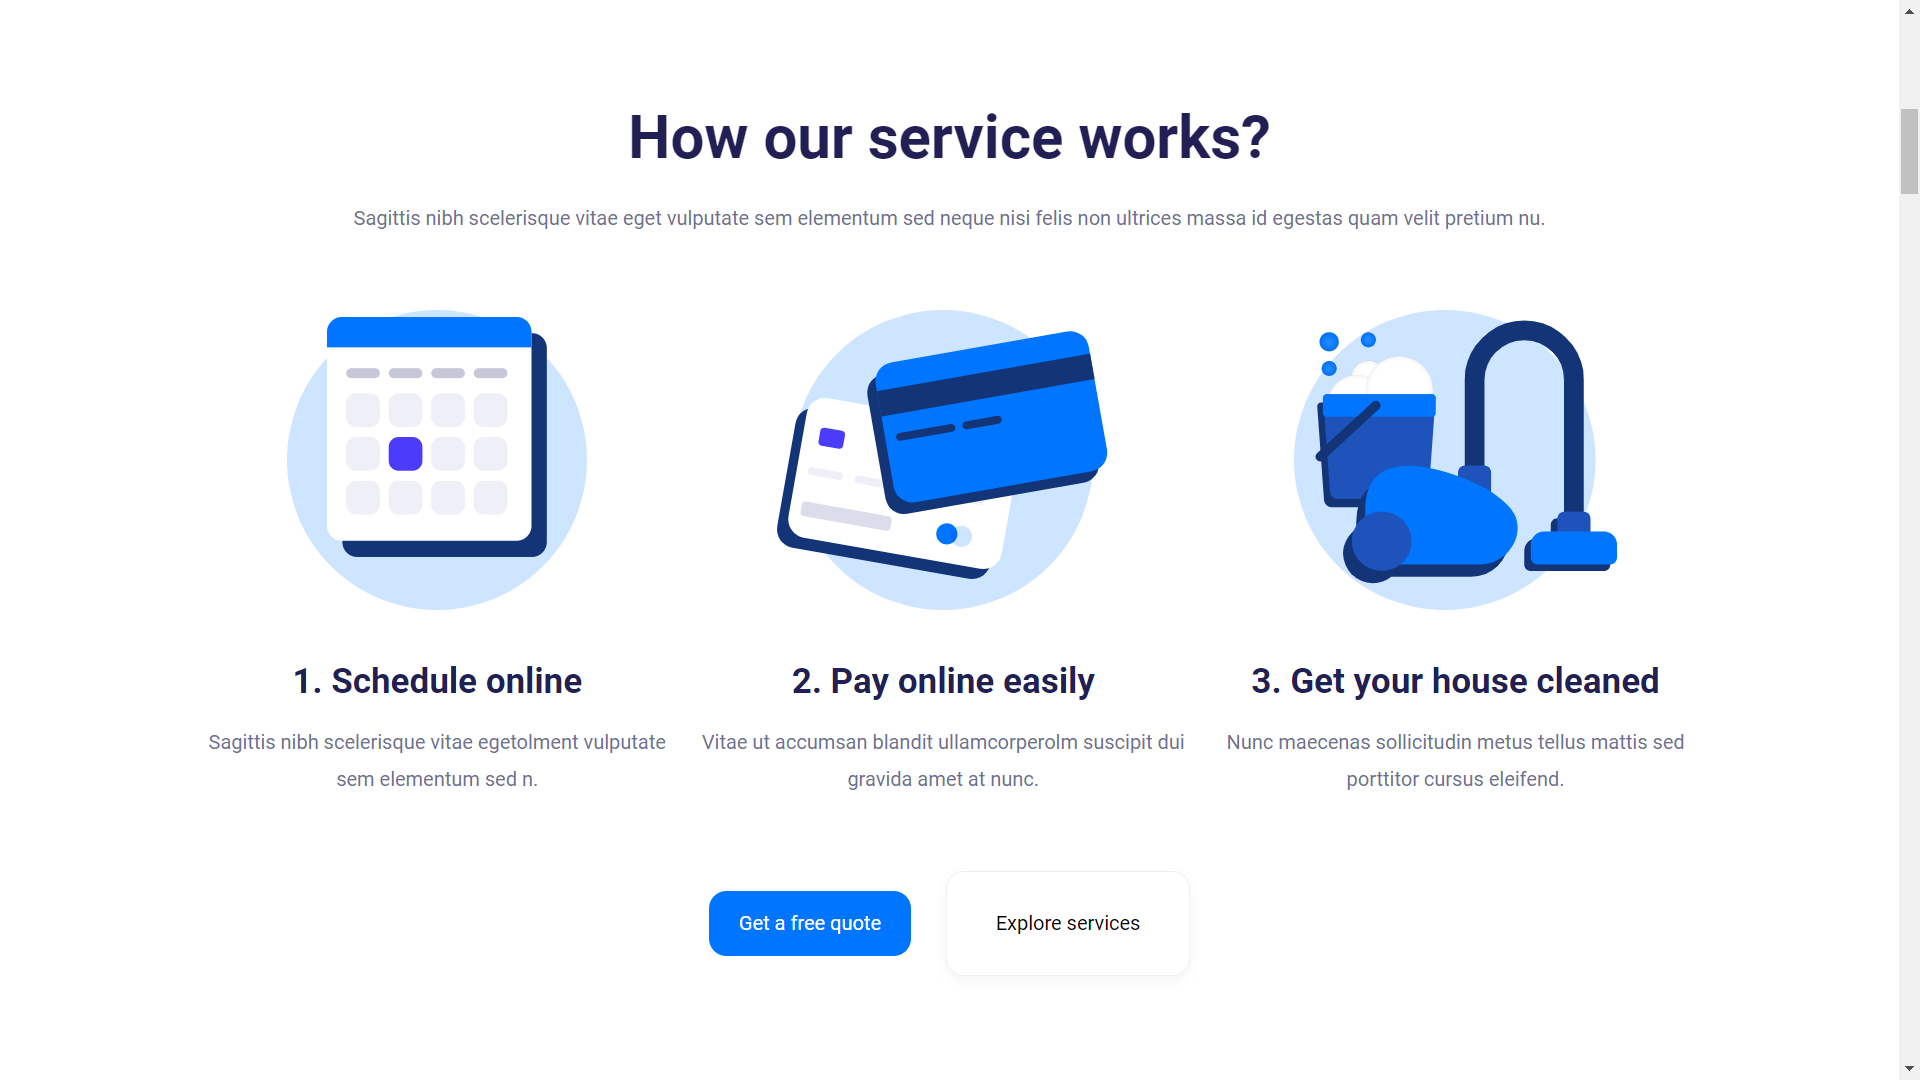 How our service works?
Sagittis nibh scelerisque vitae eget vulputate sem elementum sed neque nisi felis non ultrices massa id egestas quam velit pretium nu.
1. Schedule online
Sagittis nibh scelerisque vitae egetolment vulputate
sem elementum sed n.
2. Pay online easily
Vitae ut accumsan blandit ullamcorperolm suscipit dui
gravida amet at nunc.
3. Get your house cleaned
Nunc maecenas sollicitudin metus tellus mattis sed
porttitor cursus eleifend.
Get a free quote
Explore services